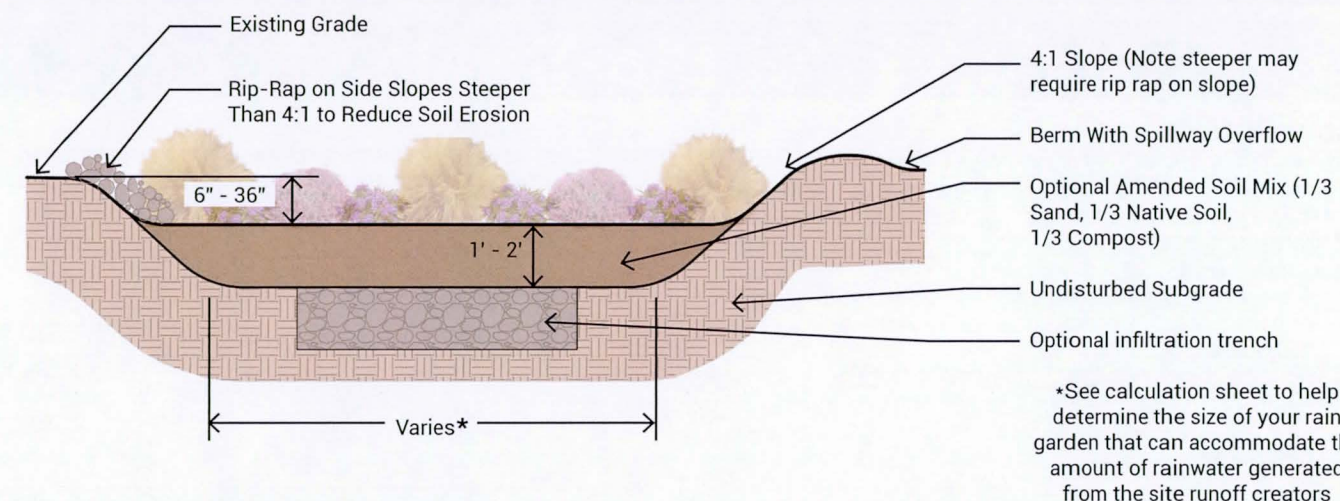 Existing Grade
Rip-Rap on Side Slopes Steeper
Than 4:1 to Reduce Soil Erosion
6" - 36"
1' - 2'
Varies*
4:1 Slope (Note steeper may
require rip rap on slope)
Berm With Spillway Overflow
Optional Amended Soil Mix (1/3
Sand, 1/3 Native Soil,
1/3 Compost)
Undisturbed Subgrade
Optional infiltration trench
*See calculation sheet to help
determine the size of your rain
garden that can accommodate
amount of rainwater generated
from the site runoff creators